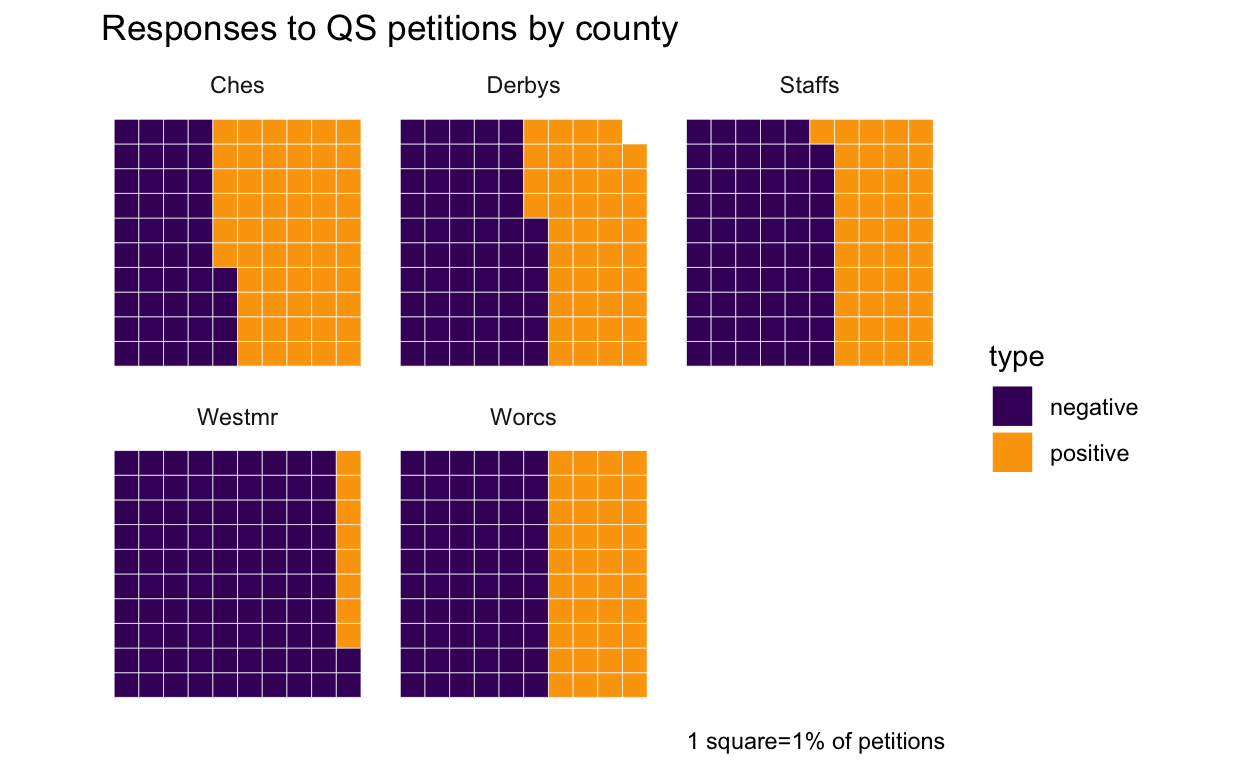 Responses to QS petitions by county
Ches
Derbys
Staffs
Westmr
Worcs
type
negative
positive
1 square=1% of petitions